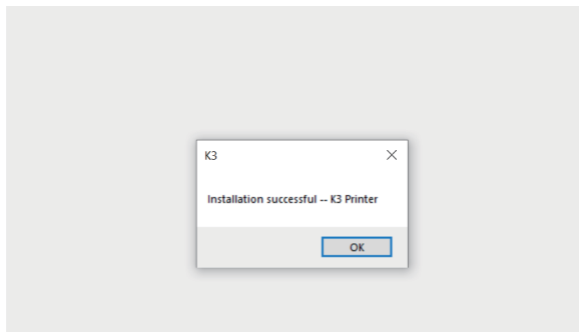 K3
Installation successful -- K3 Printer
OK